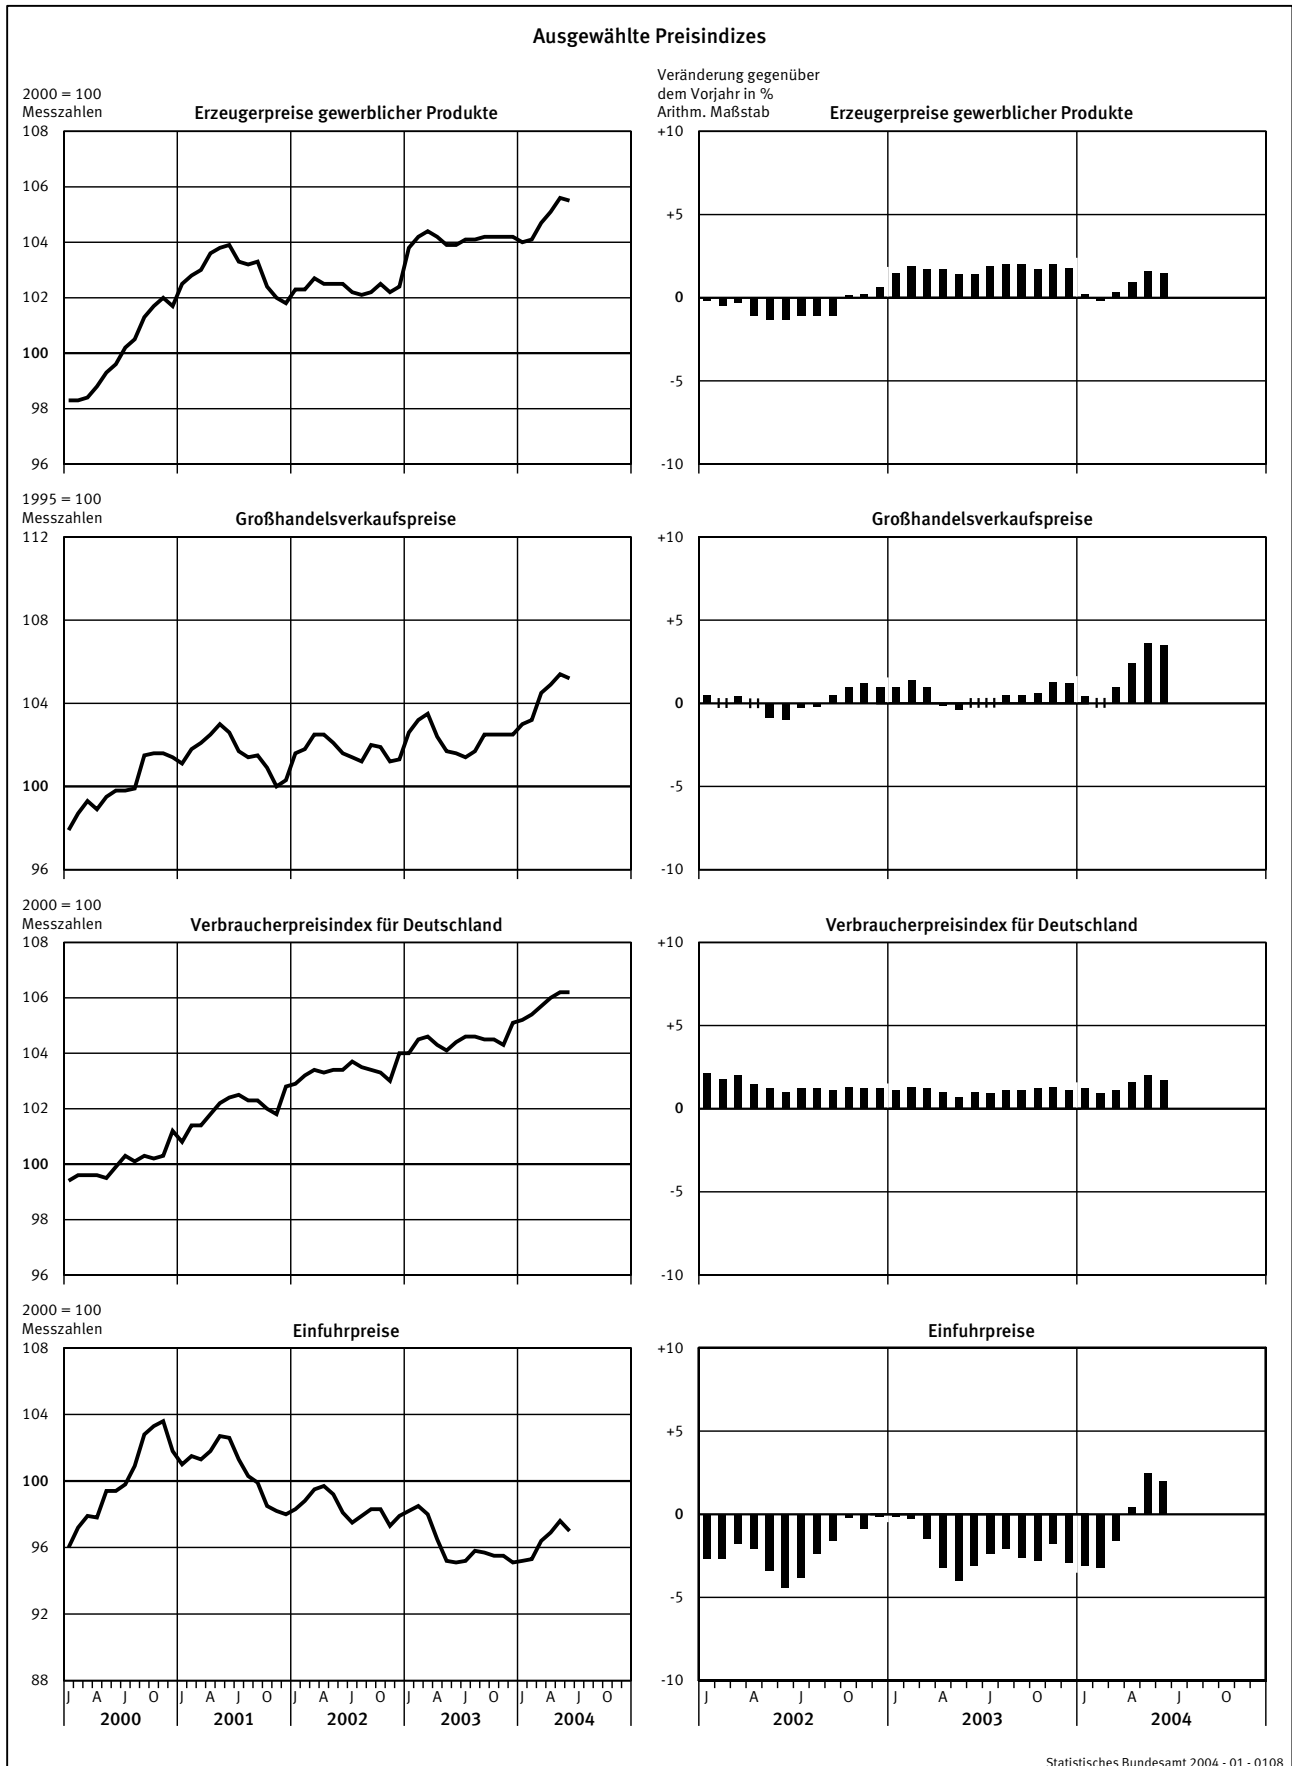 Ausgewählte Preisindizes
2000 = 100
Messzahlen
Erzeugerpreise gewerblicher Produkte
108
106
104
102
100
98
96
Veränderung gegenüber
dem Vorjahr in %
Arithm. Maßstab
Erzeugerpreise gewerblicher Produkte
+10
+5
0
-5
-10
1995 = 100
Messzahlen
Großhandelsverkaufspreise
112
108
104
100
96
Großhandelsverkaufspreise
+10
+5
0
-5
-10
2000 = 100
Messzahlen
Verbraucherpreisindex für Deutschland
108
106
104
102
100
98
96
Verbraucherpreisindex für Deutschland
+10
+5
0
-5
-10
2000 = 100
Messzahlen
Einfuhrpreise
108
104
100
96
92
88
J A J O J A J O J A J O J A J O J A J O
2000 2001 2002 2003 2004
Einfuhrpreise
+10
+5
0
-5
-10
J A J O J A J O J A J O
2002 2003 2004
Statistisches Bundesamt 2004 - 01 - 0108